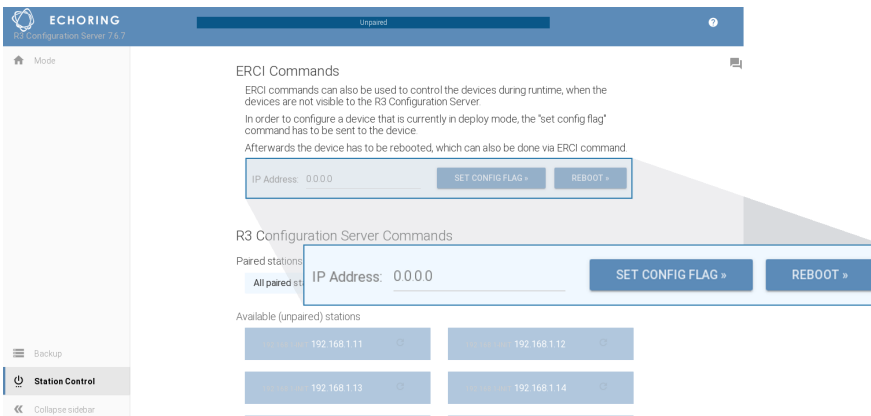 ECHORING
R3 Configuration Server 7.6.7
Unpaired
Mode
ERCI Commands
ERCI commands can also be used to control the devices during runtime, when the
devices are not visible to the R3 Configuration Server.
In order to configure a device that is currently in deploy mode, the "set config flag"
command has to be sent to the device.
Afterwards the device has to be rebooted, which can also be done via ERCI command.
IP Address: 0.0.0.0 SET CONFIG FLAG » REBOOT »
R3 Configuration Server Commands
Paired stations
IP Address: 0.0.0.0 SET CONFIG FLAG » REBOOT »
All paired
Available (unpaired) stations
192.168.1.11 192.168.1.12
Backup
Station Control
192.168.1.13 192.168.1.14
Collapse sidebar